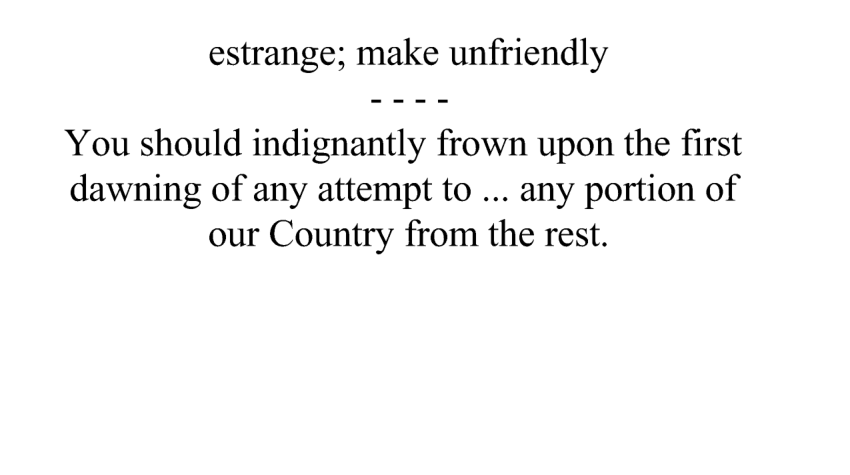 estrange; make unfriendly
- - - -
You should indignantly frown upon the first
dawning of any attempt to ... any portion of
our Country from the rest.